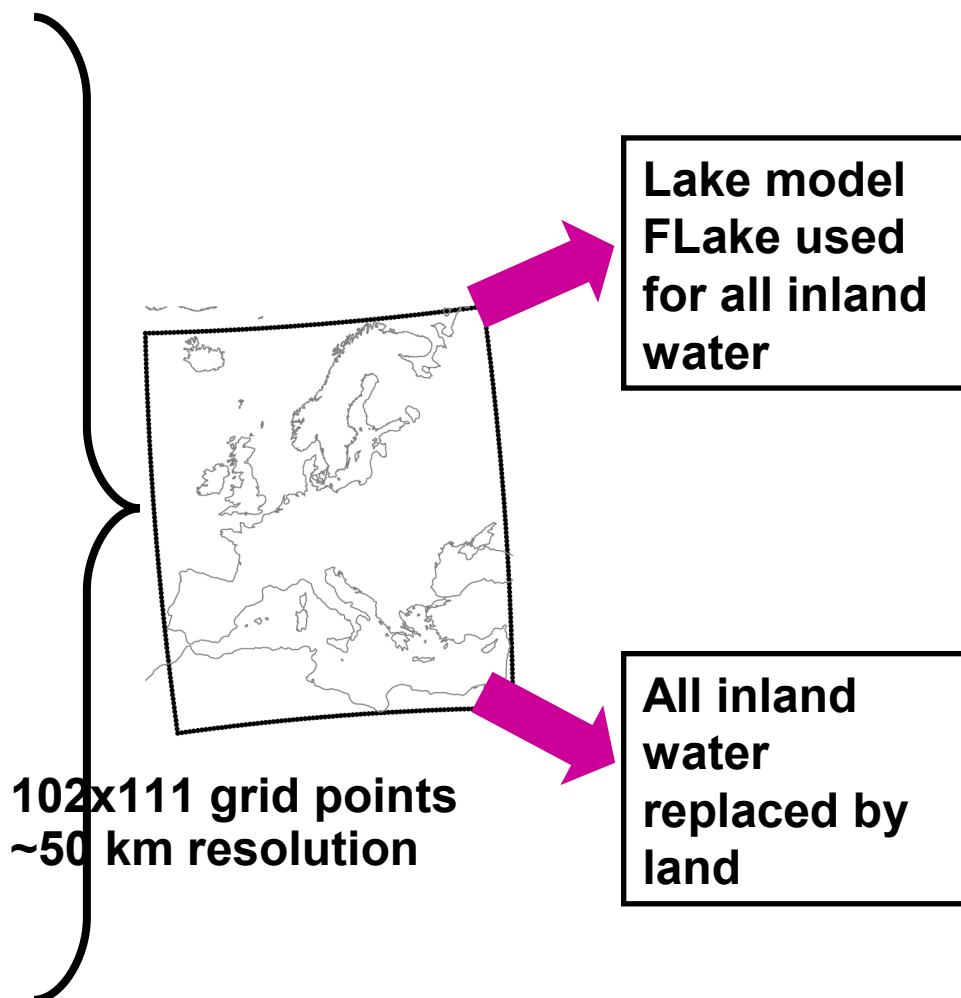 Lake model
FLake used
for all inland
water
All inland
water
replaced by
land
102x111 grid points
~50 km resolution